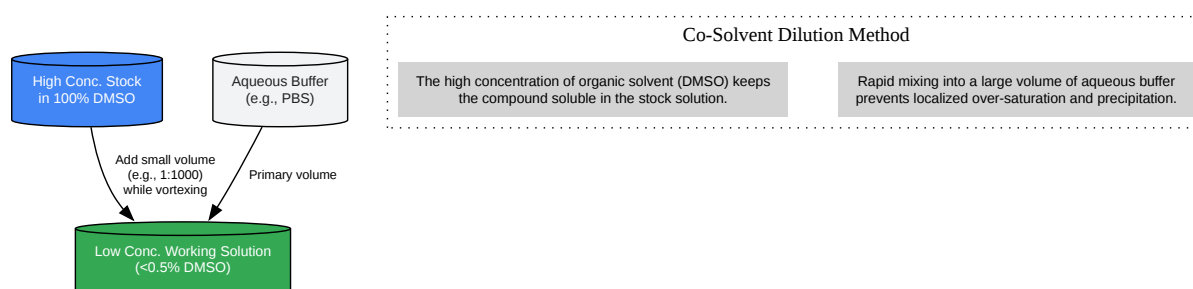 Co-Solvent Dilution Method
High Conc. Stock
in 100% DMSO
Aqueous Buffer
(e.g., PBS)
The high concentration of organic solvent (DMSO) keeps
the compound soluble in the stock solution.
Rapid mixing into a large volume of aqueous buffer
prevents localized over-saturation and precipitation.
Add small volume
(e.g., 1:1000)
while vortexing
Primary volume
Low Conc. Working Solution
(<0.5% DMSO)